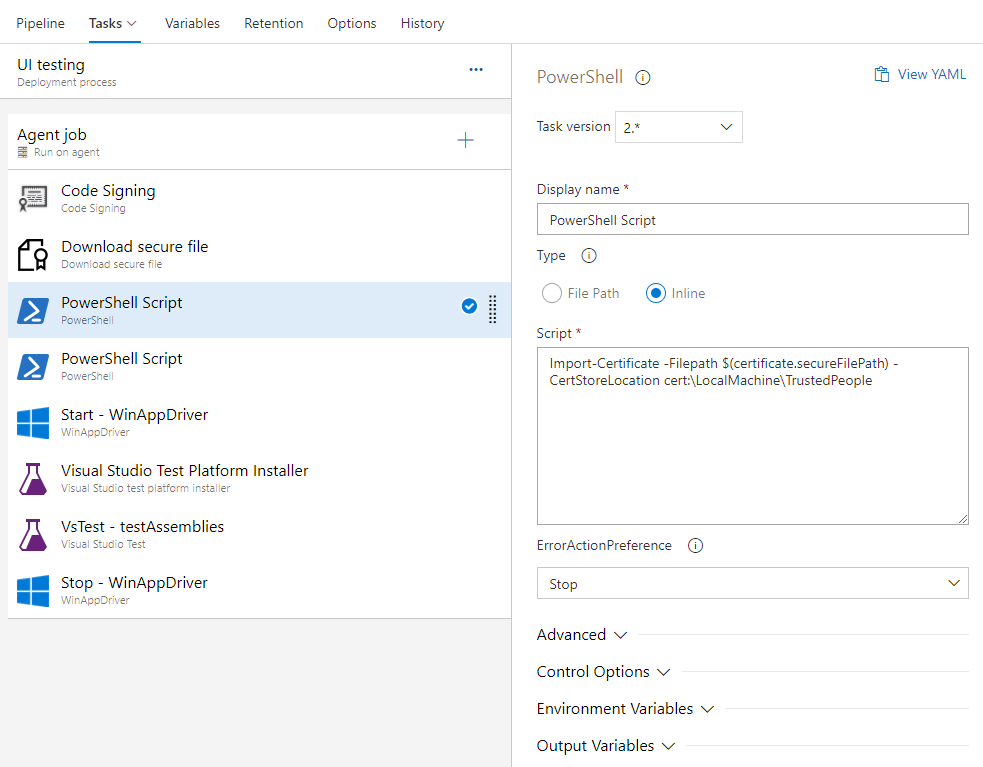 Pipeline Tasks Variables Retention Options History
UI testing
Deployment process
Agent job
Run on agent
Code Signing
Code Signing
Download secure file
Download secure file
PowerShell Script
PowerShell
PowerShell Script
PowerShell
Start - WinAppDriver
WinAppDriver
Visual Studio Test Platform Installer
Visual Studio test platform installer
VsTest - testAssemblies
Visual Studio Test
Stop - WinAppDriver
WinAppDriver
PowerShell View YAML
Task version 2.*
Display name *
PowerShell Script
Type
File Path Inline
Script *
Import-Certificate -Filepath $(certificate.secureFilePath) -
CertStoreLocation cert:\LocalMachine\TrustedPeople
ErrorActionPreference
Stop
Advanced
Control Options
Environment Variables
Output Variables